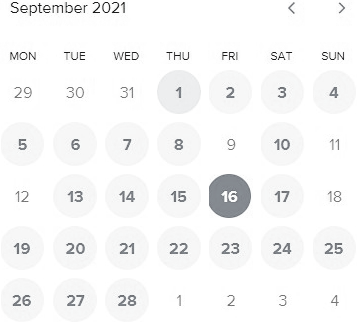 September 2021
MON TUE WED THU FRI SAT SUN
29 30 31 1 2 3 4
5 6 7 8 9 10 11
12 13 14 15 16 17 18
19 20 21 22 23 24 25
26 27 28 1 2 3 4